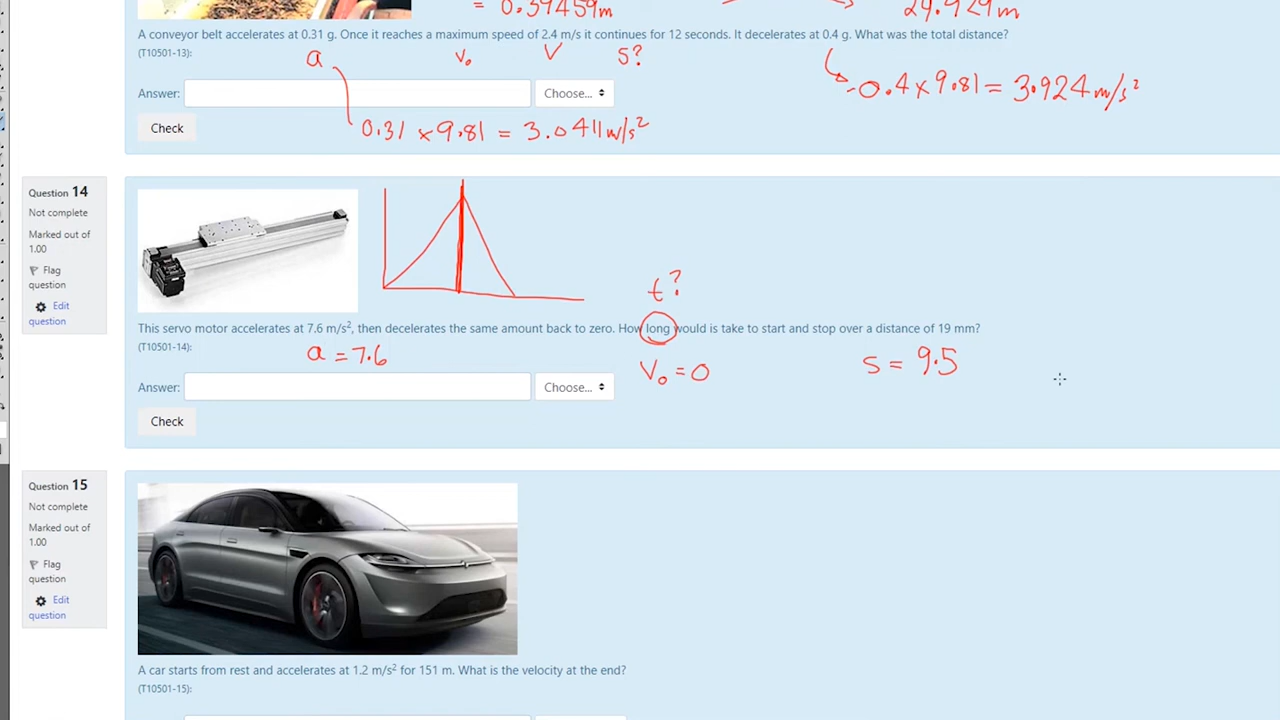 = 0.39459m
24.929m
A conveyor belt accelerates at 0.31 g. Once it reaches a maximum speed of 2.4 m/s it continues for 12 seconds. It decelerates at 0.4 g. What was the total distance?
(T10501-13):
a v₀ V S?
-0.4 x 9.81 = 3.924 m/s²
Answer: Choose...
Check
0.31 x 9.81 = 3.0411 m/s²
Question 14
Not complete
Marked out of
1.00
Flag
question
Edit
question
t?
This servo motor accelerates at 7.6 m/s², then decelerates the same amount back to zero. How long would is take to start and stop over a distance of 19 mm?
(T10501-14):
a = 7.6
V₀ = 0
s = 9.5
Answer: Choose...
Check
Question 15
Not complete
Marked out of
1.00
Flag
question
Edit
question
A car starts from rest and accelerates at 1.2 m/s² for 151 m. What is the velocity at the end?
(T10501-15):